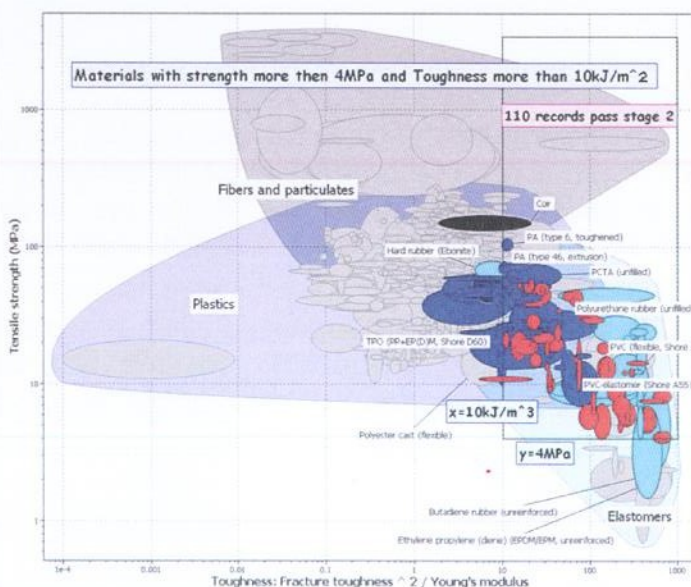 Materials with strength more then 4MPa and Toughness more than 10kJ/m^2
1000
110 records pass stage 2
Fibers and particulates
Coir
PA (type 6, toughened)
100
Hard rubber (Ebonite)
PA (type 46, extrusion)
PCTA (unfilled)
Tensile strength (MPa)
Plastics
Polyurethane rubber (unfilled
TPO (PP+EP(D)M, Shore D60)
PVC (flexible, Shore
10
PVC-elastomer (Shore A55)
x=10kJ/m^3
Polyester cast (flexible)
y=4MPa
Butadiene rubber (unreinforced)
Elastomers
1
Ethylene propylene (diene) (EPDM/EPM, unreinforced)
1e-4 0.001 0.01 0.1 1 10 100 1000
Toughness: Fracture toughness ^ 2 / Young's modulus